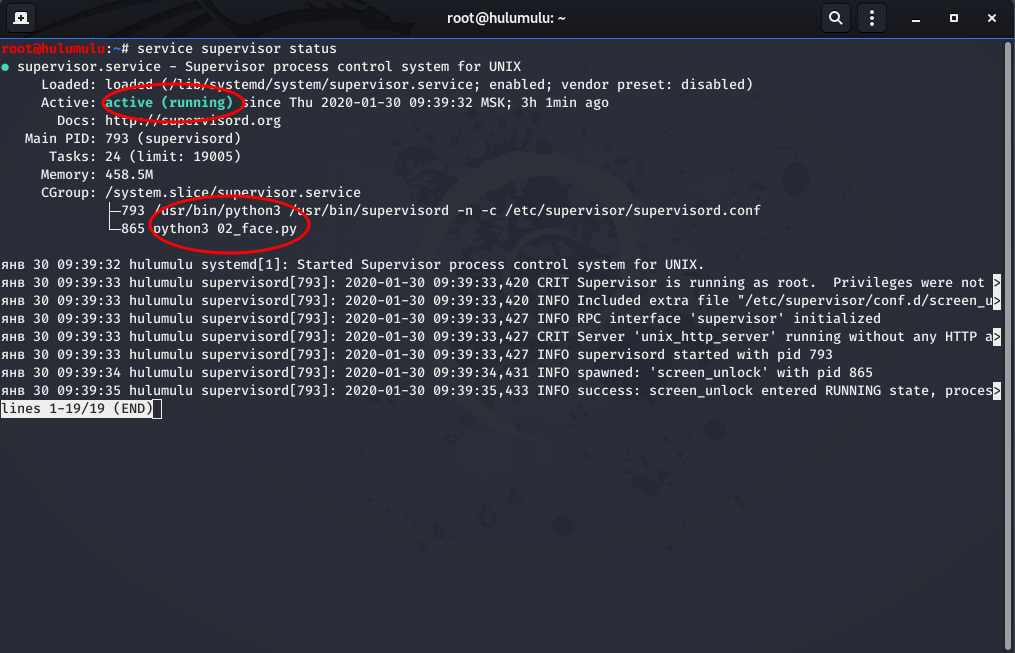 root@hulumulu: ~
root@hulumulu:~# service supervisor status
● supervisor.service - Supervisor process control system for UNIX
Loaded: loaded (/lib/systemd/system/supervisor.service; enabled; vendor preset: disabled)
Active: active (running) since Thu 2020-01-30 09:39:32 MSK; 3h 1min ago
Docs: http://supervisord.org
Main PID: 793 (supervisord)
Tasks: 24 (limit: 19005)
Memory: 458.5M
CGroup: /system.slice/supervisor.service
├─793 /usr/bin/python3 /usr/bin/supervisord -n -c /etc/supervisor/supervisord.conf
└─865 python3 02_face.py
янв 30 09:39:32 hulumulu systemd[1]: Started Supervisor process control system for UNIX.
янв 30 09:39:33 hulumulu supervisord[793]: 2020-01-30 09:39:33,420 CRIT Supervisor is running as root.  Privileges were not >
янв 30 09:39:33 hulumulu supervisord[793]: 2020-01-30 09:39:33,420 INFO Included extra file "/etc/supervisor/conf.d/screen_u>
янв 30 09:39:33 hulumulu supervisord[793]: 2020-01-30 09:39:33,427 INFO RPC interface 'supervisor' initialized
янв 30 09:39:33 hulumulu supervisord[793]: 2020-01-30 09:39:33,427 CRIT Server 'unix_http_server' running without any HTTP a>
янв 30 09:39:33 hulumulu supervisord[793]: 2020-01-30 09:39:33,427 INFO supervisord started with pid 793
янв 30 09:39:34 hulumulu supervisord[793]: 2020-01-30 09:39:34,431 INFO spawned: 'screen_unlock' with pid 865
янв 30 09:39:35 hulumulu supervisord[793]: 2020-01-30 09:39:35,433 INFO success: screen_unlock entered RUNNING state, proces>
lines 1-19/19 (END)